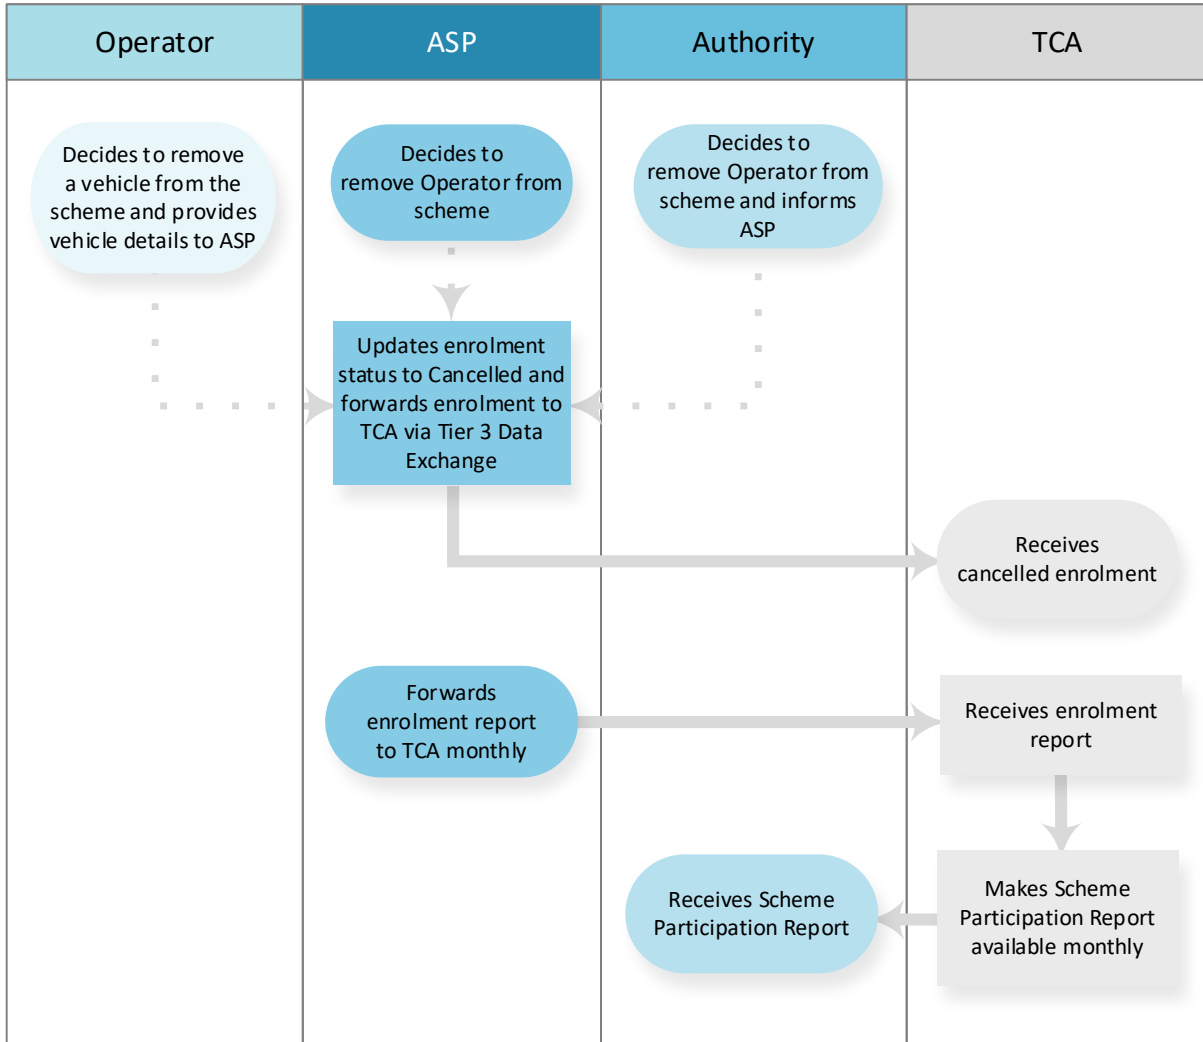 Operator
ASP
Authority
TCA
Decides to remove
a vehicle from the
scheme and provides
vehicle details to ASP
Decides to
remove Operator from
scheme
Decides to
remove Operator from
scheme and informs
ASP
Updates enrolment
status to Cancelled and
forwards enrolment to
TCA via Tier 3 Data
Exchange
Receives
cancelled enrolment
Forwards
enrolment report
to TCA monthly
Receives enrolment
report
Receives Scheme
Participation Report
Makes Scheme
Participation Report
available monthly